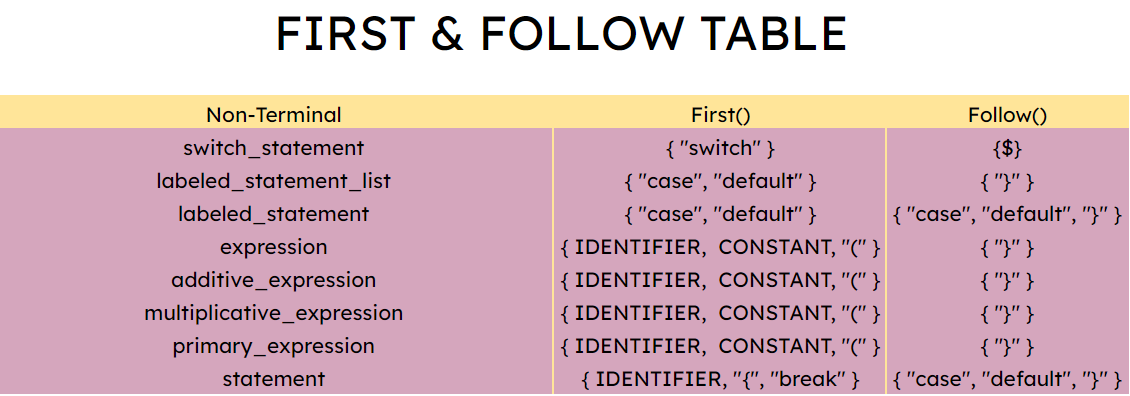 FIRST & FOLLOW TABLE
Non-Terminal First() Follow()
switch_statement { "switch" } {$}
labeled_statement_list { "case", "default" } { "}" }
labeled_statement { "case", "default" } { "case", "default", "}" }
expression { IDENTIFIER, CONSTANT, "(" } { "}" }
additive_expression { IDENTIFIER, CONSTANT, "(" } { "}" }
multiplicative_expression { IDENTIFIER, CONSTANT, "(" } { "}" }
primary_expression { IDENTIFIER, CONSTANT, "(" } { "}" }
statement { IDENTIFIER, "{", "break" } { "case", "default", "}" }